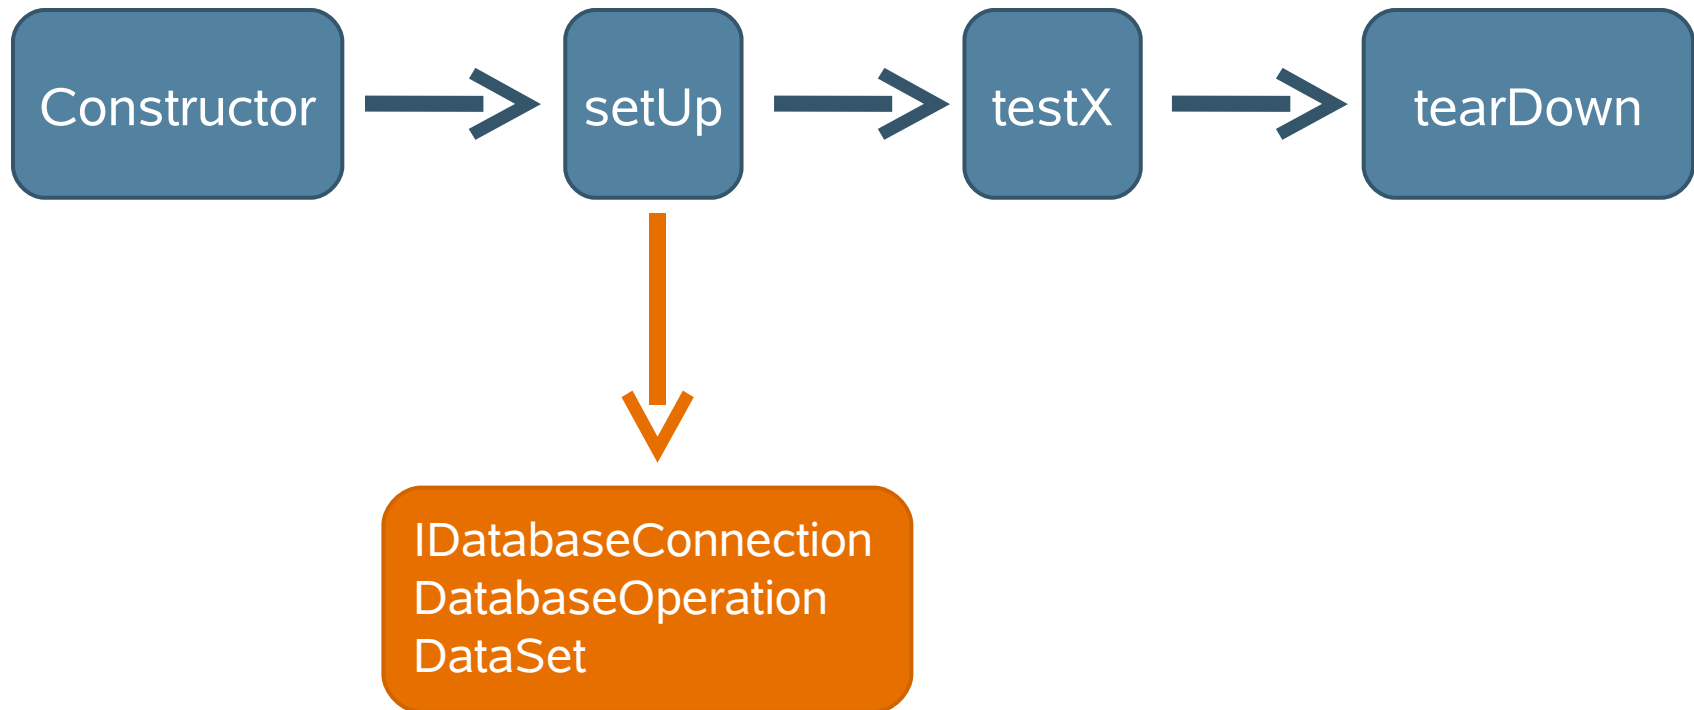 Constructor
setUp
testX
tearDown
IDatabaseConnection
DatabaseOperation
DataSet